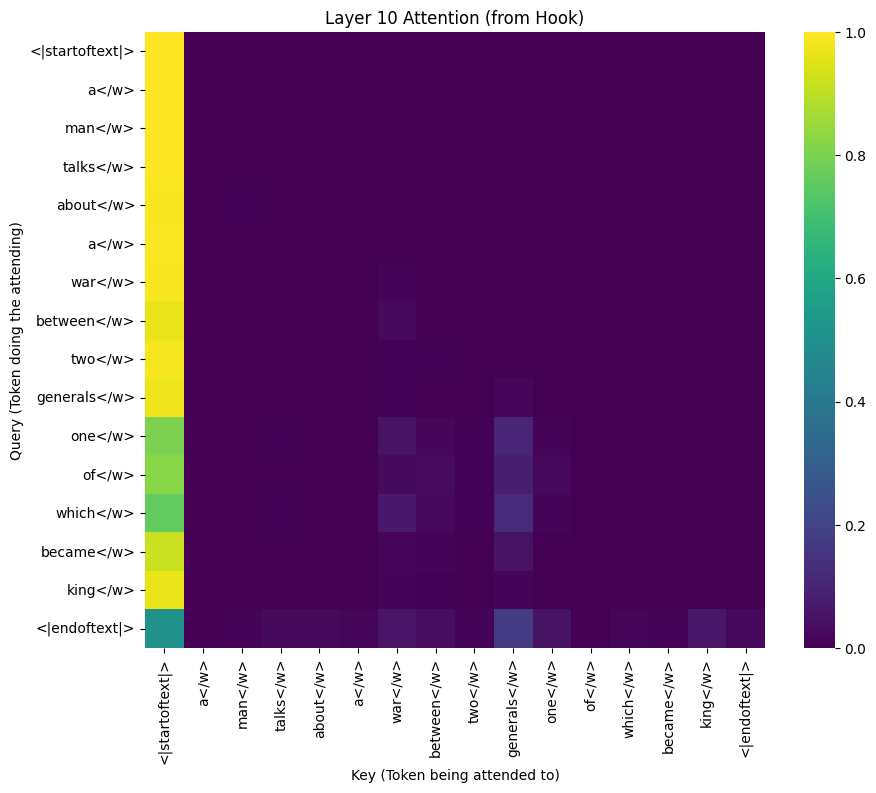 Layer 10 Attention (from Hook)
Query (Token doing the attending)
<|startoftext|>
a</w>
man</w>
talks</w>
about</w>
a</w>
war</w>
between</w>
two</w>
generals</w>
one</w>
of</w>
which</w>
became</w>
king</w>
<|endoftext|>
<|startoftext|>
a</w>
man</w>
talks</w>
about</w>
a</w>
war</w>
between</w>
two</w>
generals</w>
one</w>
of</w>
which</w>
became</w>
king</w>
<|endoftext|>
Key (Token being attended to)
1.0
0.8
0.6
0.4
0.2
0.0